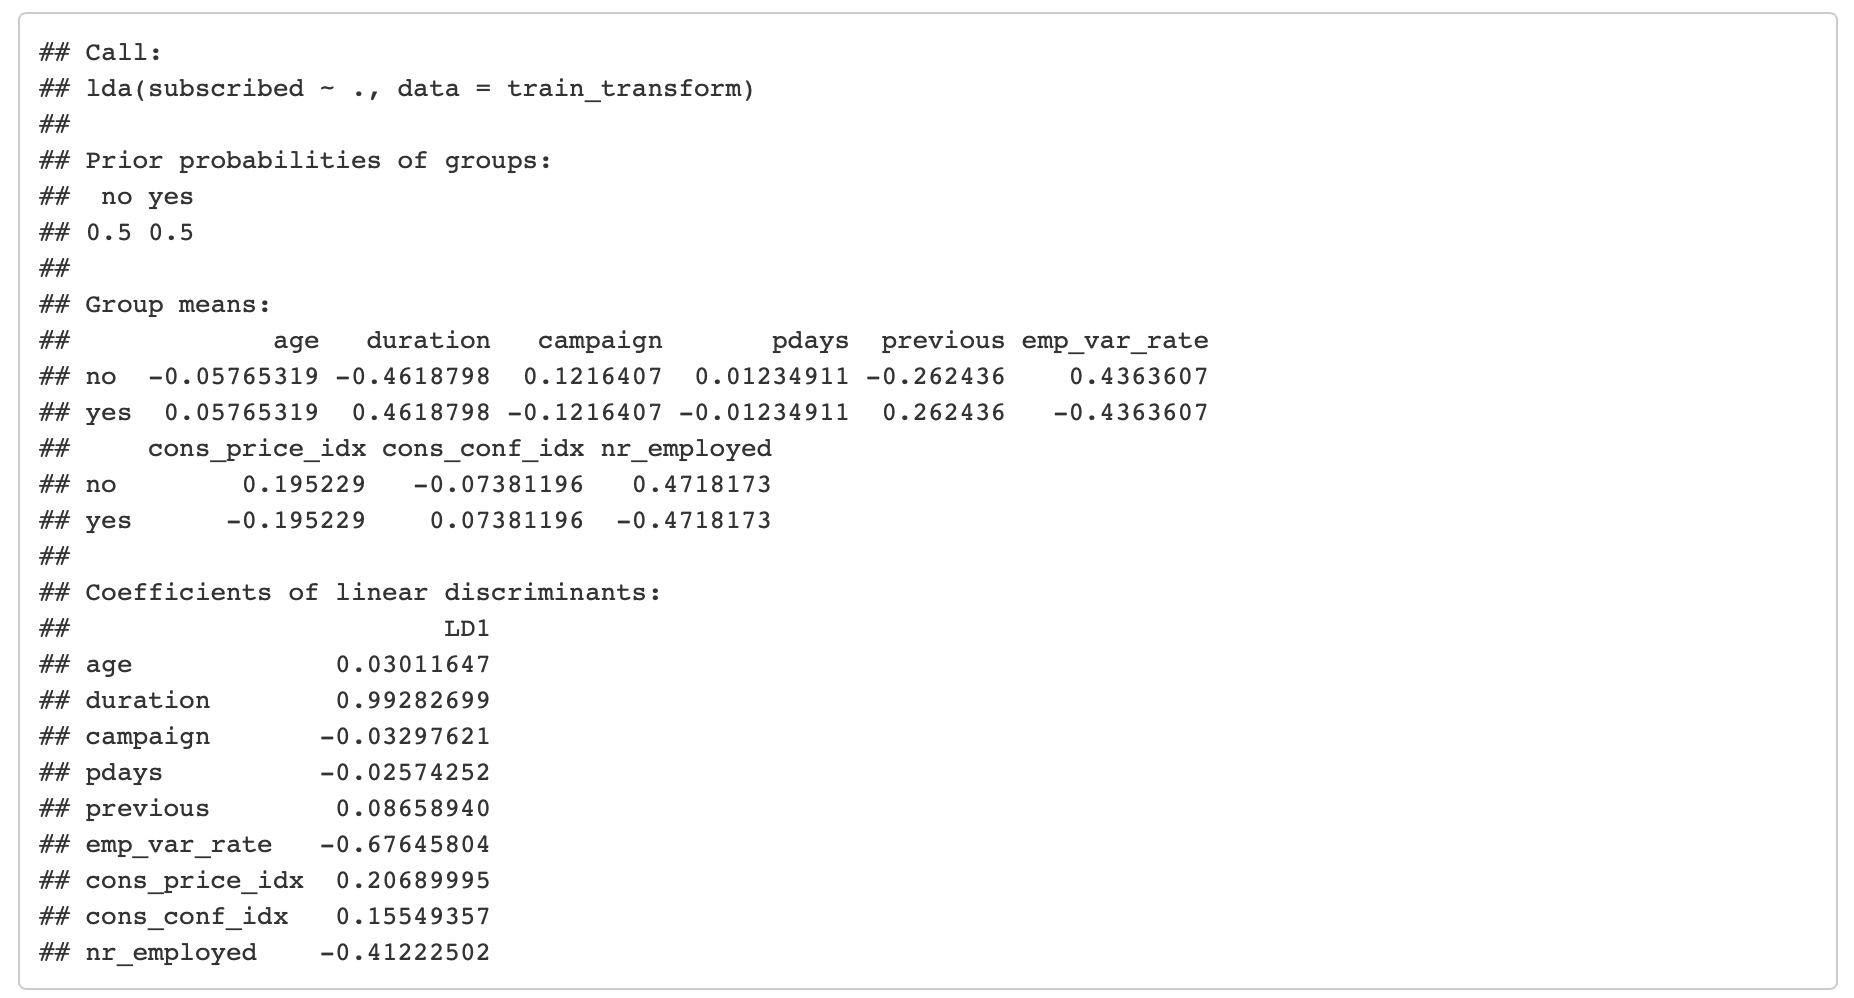 ## Call:
## lda(subscribed ~ ., data = train_transform)
##
## Prior probabilities of groups:
##  no yes
## 0.5 0.5
##
## Group means:
##             age   duration   campaign       pdays  previous emp_var_rate
## no  -0.05765319 -0.4618798  0.1216407  0.01234911 -0.262436    0.4363607
## yes  0.05765319  0.4618798 -0.1216407 -0.01234911  0.262436   -0.4363607
##     cons_price_idx cons_conf_idx nr_employed
## no        0.195229   -0.07381196   0.4718173
## yes      -0.195229    0.07381196  -0.4718173
##
## Coefficients of linear discriminants:
##                        LD1
## age             0.03011647
## duration        0.99282699
## campaign       -0.03297621
## pdays          -0.02574252
## previous        0.08658940
## emp_var_rate   -0.67645804
## cons_price_idx  0.20689995
## cons_conf_idx   0.15549357
## nr_employed    -0.41222502